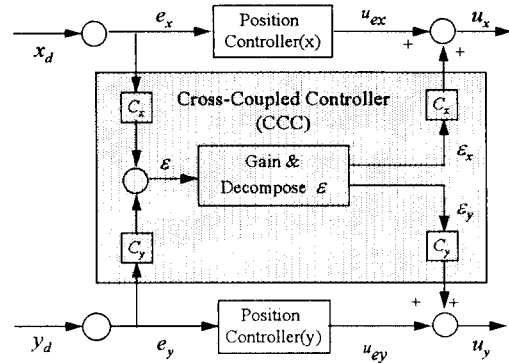 e_x Position u_ex u_x
Controller(x)
x_d + +
Cross-Coupled Controller
(CCC)
C_x C_x
ε Gain & ε_x
Decompose ε
ε_y
C_y C_y
+ +
Position
y_d e_y Controller(y) u_ey u_y